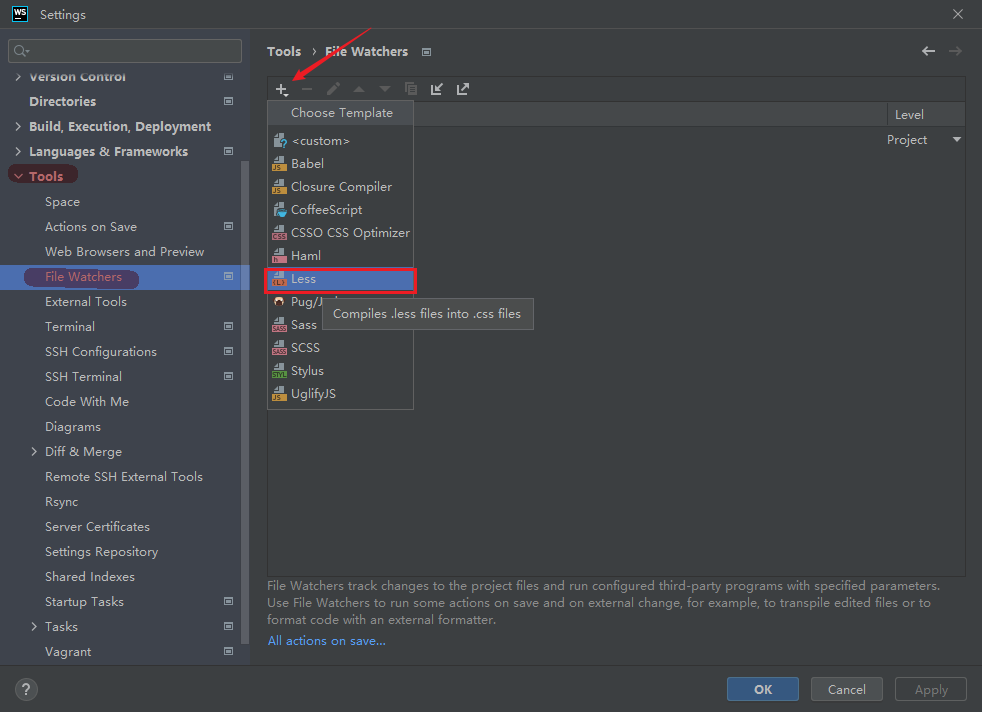 WS Settings
Version Control
Directories
Build, Execution, Deployment
Languages & Frameworks
Tools
Space
Actions on Save
Web Browsers and Preview
File Watchers
External Tools
Terminal
SSH Configurations
SSH Terminal
Code With Me
Diagrams
Diff & Merge
Remote SSH External Tools
Rsync
Server Certificates
Settings Repository
Shared Indexes
Startup Tasks
Tasks
Vagrant
Tools › File Watchers
Choose Template
<custom>
Babel
Closure Compiler
CoffeeScript
CSSO CSS Optimizer
Haml
Less
Pug/J
Compiles .less files into .css files
Sass
SCSS
Stylus
UglifyJS
Level
Project
File Watchers track changes to the project files and run configured third-party programs with specified parameters.
Use File Watchers to run some actions on save and on external change, for example, to transpile edited files or to
format code with an external formatter.
All actions on save...
?
OK
Cancel
Apply